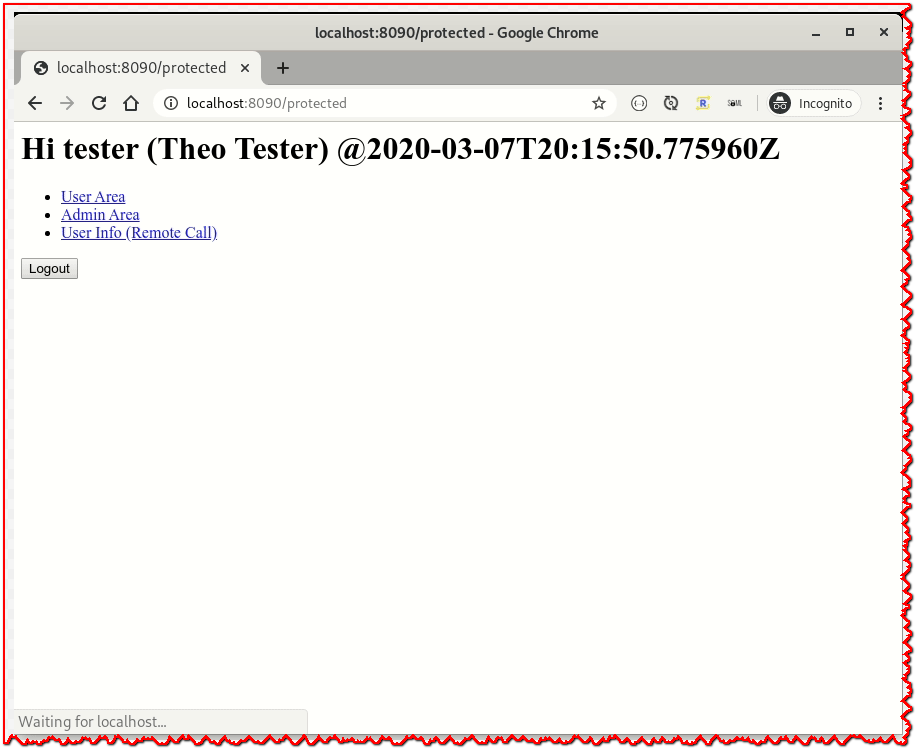 localhost:8090/protected - Google Chrome
localhost:8090/protected
localhost:8090/protected
R
SAML
Incognito
Hi tester (Theo Tester) @2020-03-07T20:15:50.775960Z
User Area
Admin Area
User Info (Remote Call)
Logout
Waiting for localhost...